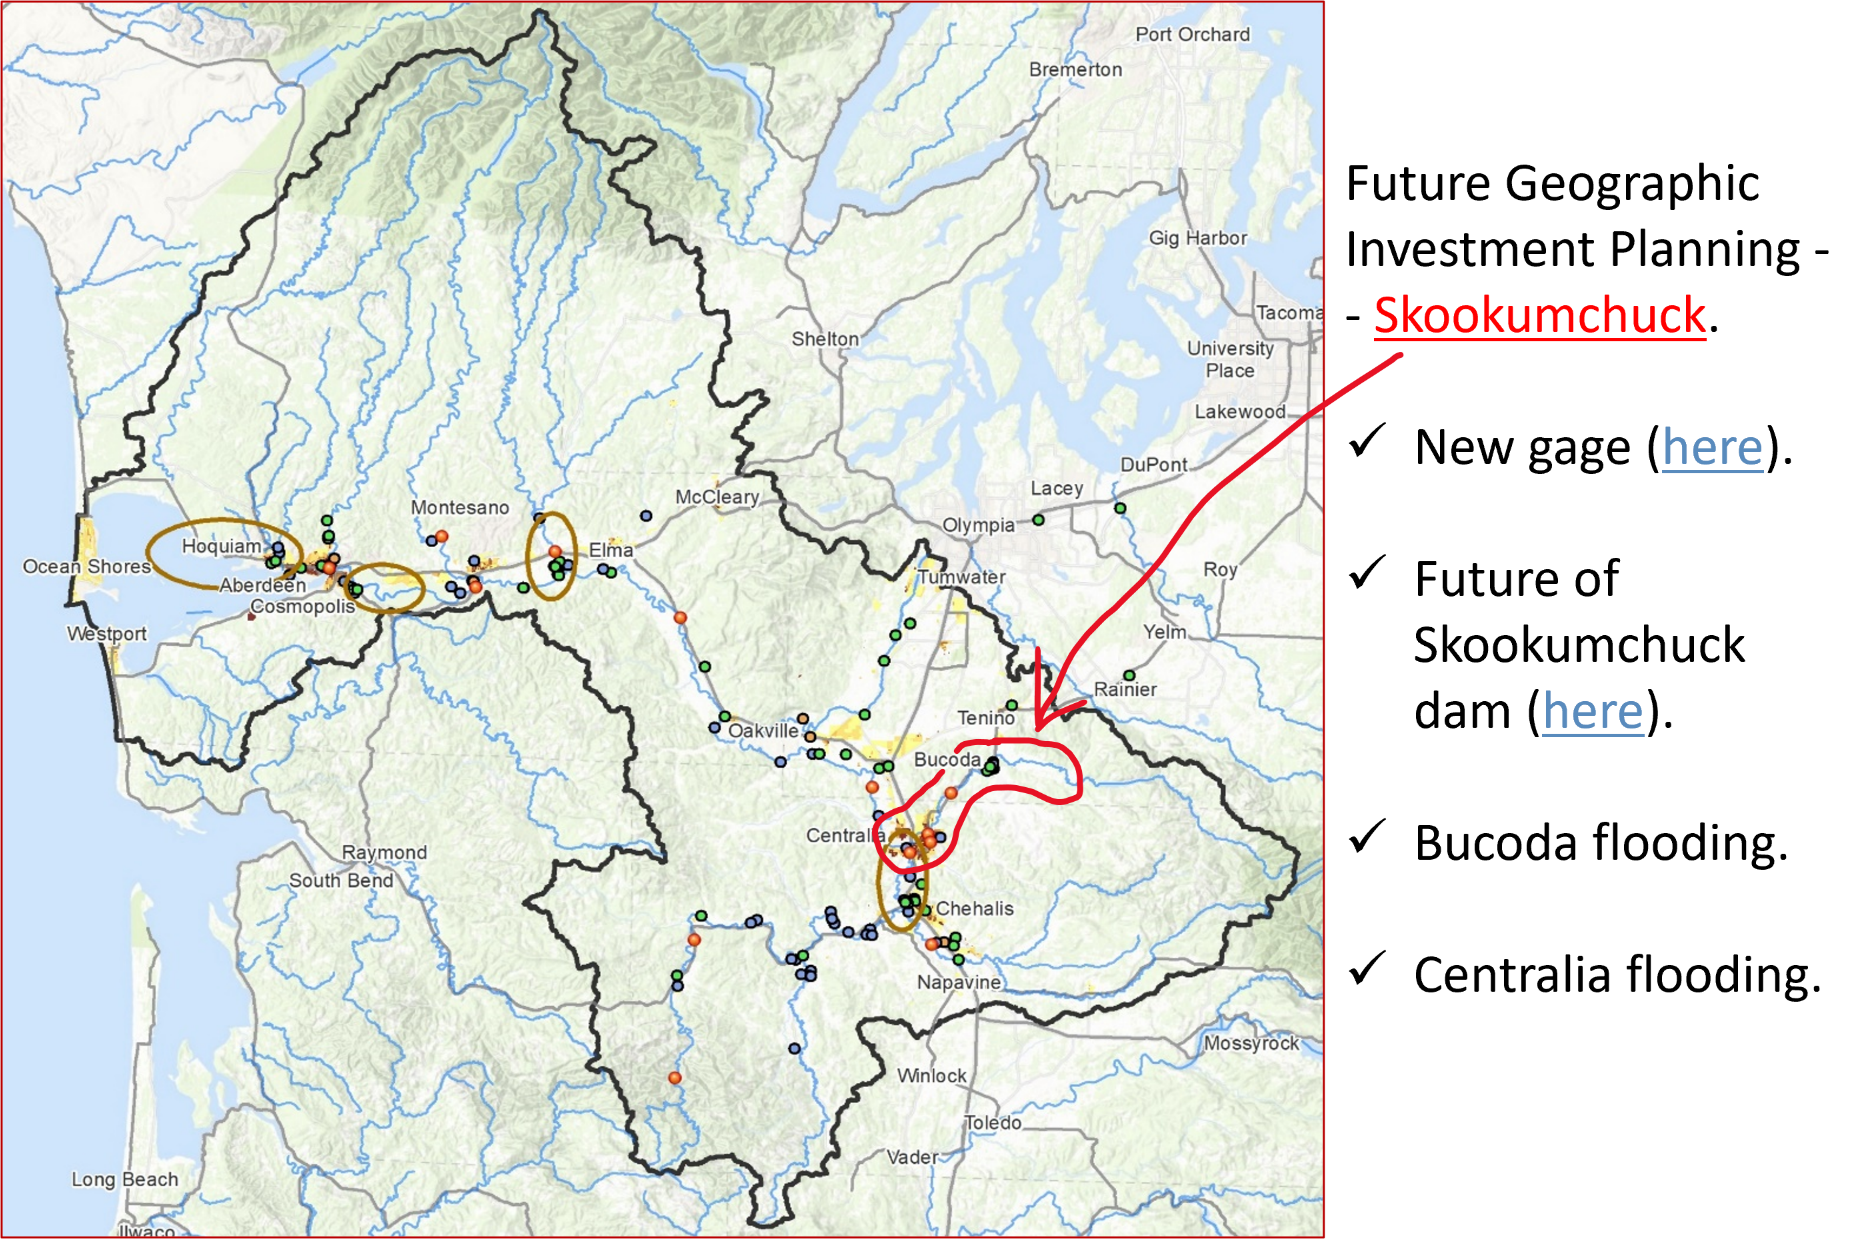 Port Orchard
Bremerton
Gig Harbor
Tacoma
Shelton
University
Place
Lakewood
DuPont
McCleary
Lacey
Montesano
Olympia
Hoquiam
Elma
Ocean Shores
Aberdeen
Tumwater
Roy
Cosmopolis
Westport
Yelm
Rainier
Tenino
Oakville
Bucoda
Centralia
Raymond
South Bend
Chehalis
Napavine
Mossyrock
Winlock
Toledo
Vader
Long Beach
Ilwaco
Future Geographic
Investment Planning -
- Skookumchuck.
✓ New gage (here).
✓ Future of
Skookumchuck
dam (here).
✓ Bucoda flooding.
✓ Centralia flooding.